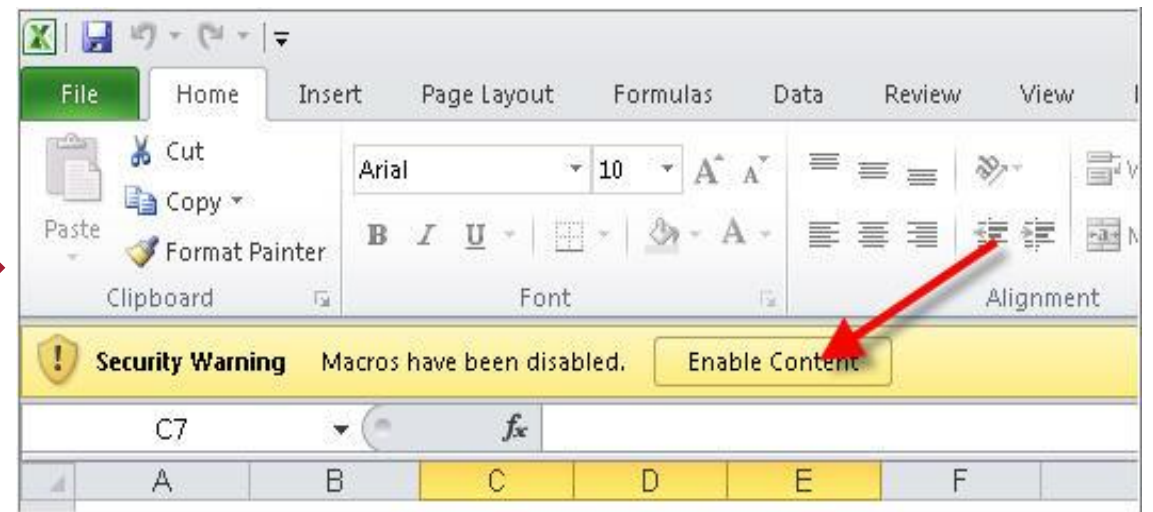 File Home Insert Page Layout Formulas Data Review View
Cut
Arial 10 A A
Copy
Paste
B I U A
Format Painter
Clipboard Font Alignment
Security Warning Macros have been disabled. Enable Content
C7 fx
A B C D E F